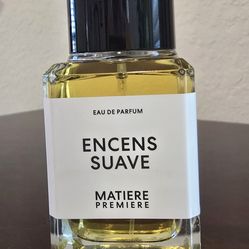 EAU DE PARFUM
ENCENS
SUAVE
MATIERE
PREMIERE